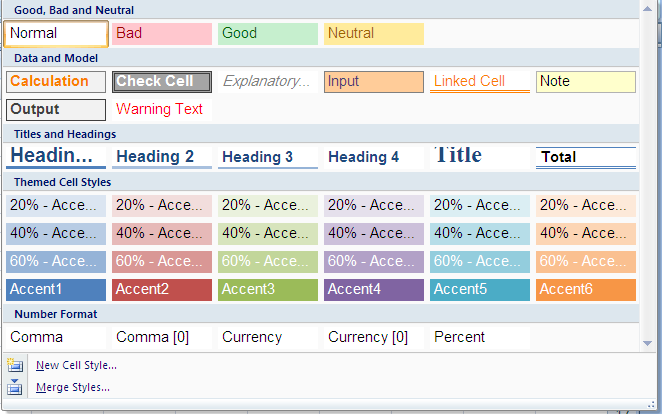 Good, Bad and Neutral
Normal Bad Good Neutral
Data and Model
Calculation Check Cell Explanatory... Input Linked Cell Note
Output Warning Text
Titles and Headings
Headin... Heading 2 Heading 3 Heading 4 Title Total
Themed Cell Styles
20% - Acce... 20% - Acce... 20% - Acce... 20% - Acce... 20% - Acce... 20% - Acce...
40% - Acce... 40% - Acce... 40% - Acce... 40% - Acce... 40% - Acce... 40% - Acce...
60% - Acce... 60% - Acce... 60% - Acce... 60% - Acce... 60% - Acce... 60% - Acce...
Accent1 Accent2 Accent3 Accent4 Accent5 Accent6
Number Format
Comma Comma [0] Currency Currency [0] Percent
New Cell Style...
Merge Styles...